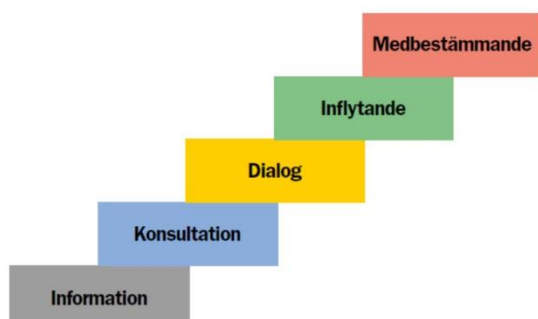 Medbestämmande
Inflytande
Dialog
Konsultation
Information